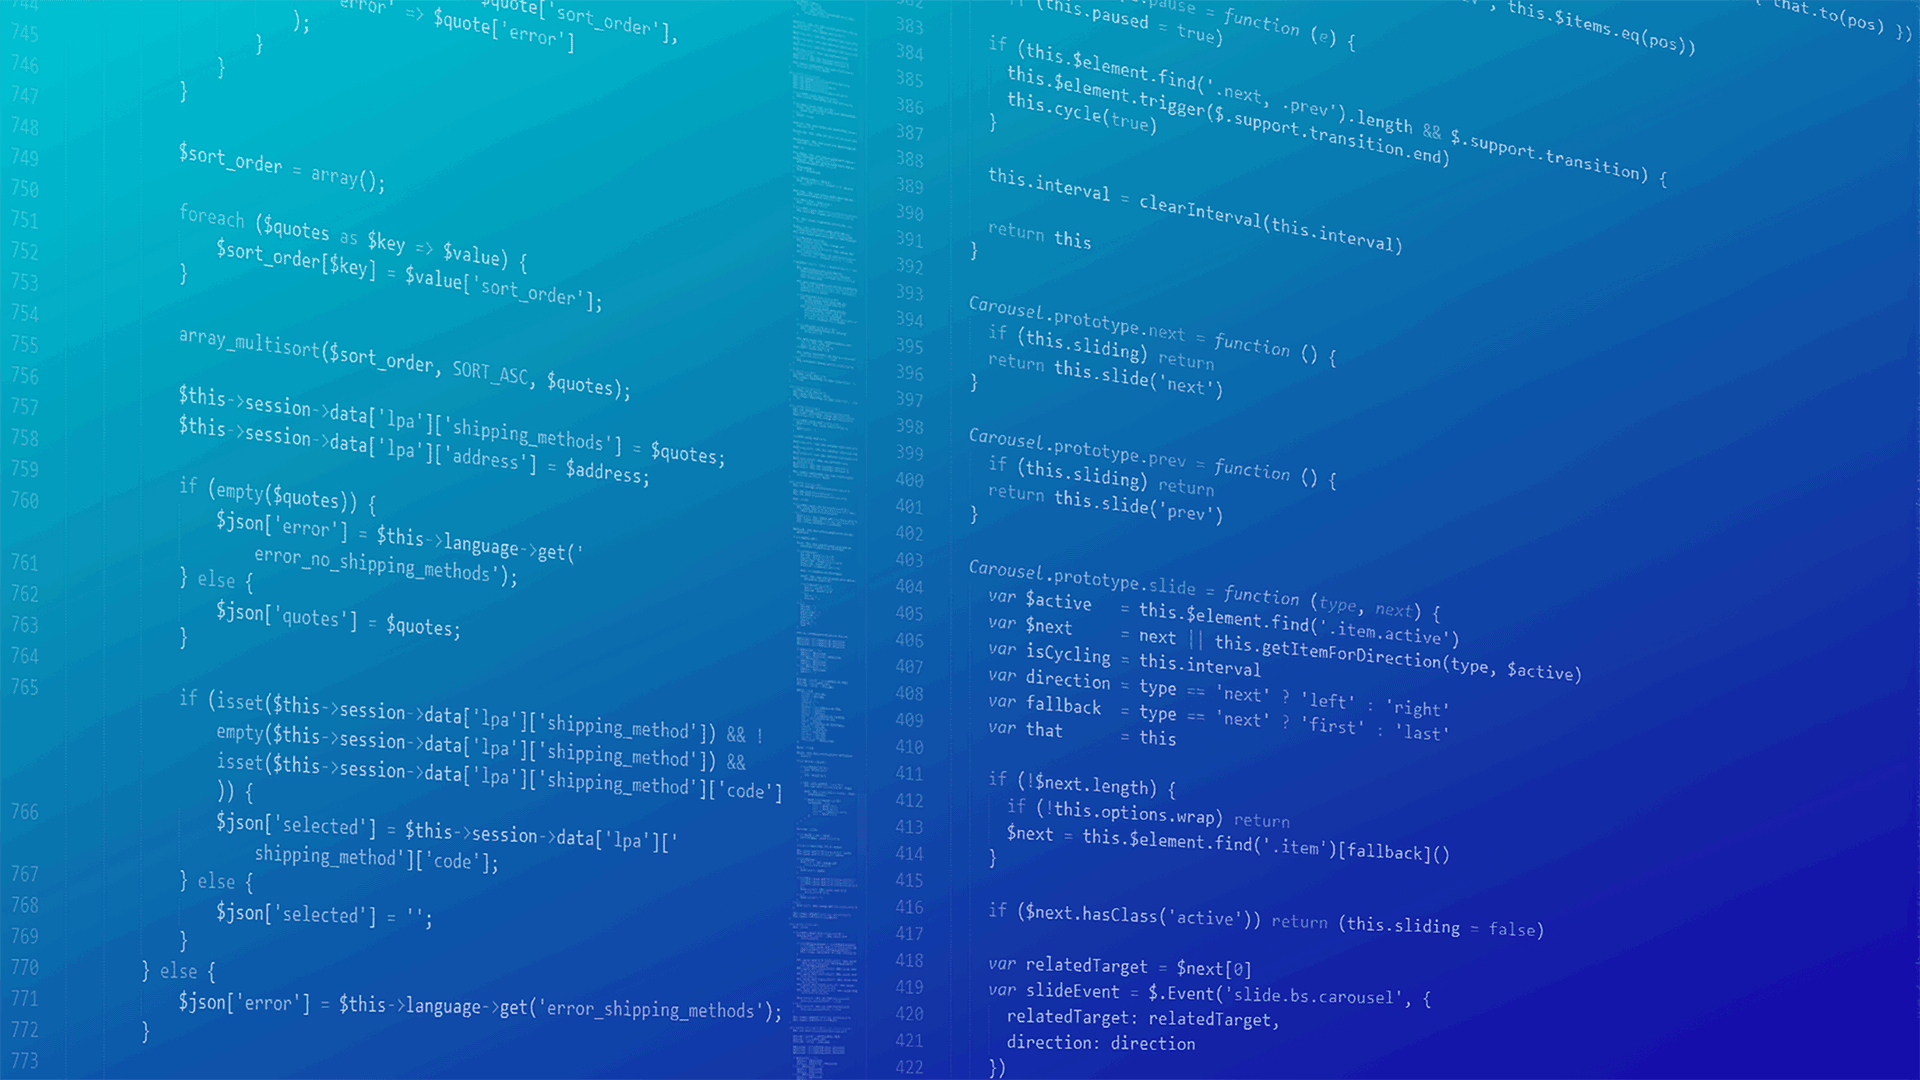 744
745
746
747
748
749
750
751
752
753
754
755
756
757
758
759
760
761
762
763
764
765
766
767
768
769
770
771
772
773
error' => $quote['sort_order'],
$quote['error']
);
}
}
}
$sort_order = array();
foreach ($quotes as $key => $value) {
$sort_order[$key] = $value['sort_order'];
}
array_multisort($sort_order, SORT_ASC, $quotes);
$this->session->data['lpa']['shipping_methods'] = $quotes;
$this->session->data['lpa']['address'] = $address;
if (empty($quotes)) {
$json['error'] = $this->language->get('
error_no_shipping_methods');
} else {
$json['quotes'] = $quotes;
}
if (isset($this->session->data['lpa']['shipping_method']) && !
empty($this->session->data['lpa']['shipping_method']) &&
isset($this->session->data['lpa']['shipping_method']['code']
)) {
$json['selected'] = $this->session->data['lpa']['
shipping_method']['code'];
} else {
$json['selected'] = '';
}
} else {
$json['error'] = $this->language->get('error_shipping_methods');
}
382
383
384
385
386
387
388
389
390
391
392
393
394
395
396
397
398
399
400
401
402
403
404
405
406
407
408
409
410
411
412
413
414
415
416
417
418
419
420
421
422
, this.$items.eq(pos))
{ that.to(pos) })
pause = function (e) {
(this.paused = true)
if (this.$element.find('.next, .prev').length && $.support.transition) {
this.$element.trigger($.support.transition.end)
this.cycle(true)
}
this.interval = clearInterval(this.interval)
return this
}
Carousel.prototype.next = function () {
if (this.sliding) return
return this.slide('next')
}
Carousel.prototype.prev = function () {
if (this.sliding) return
return this.slide('prev')
}
Carousel.prototype.slide = function (type, next) {
var $active = this.$element.find('.item.active')
var $next = next || this.getItemForDirection(type, $active)
var isCycling = this.interval
var direction = type == 'next' ? 'left' : 'right'
var fallback = type == 'next' ? 'first' : 'last'
var that = this
if (!$next.length) {
if (!this.options.wrap) return
$next = this.$element.find('.item')[fallback]()
}
if ($next.hasClass('active')) return (this.sliding = false)
var relatedTarget = $next[0]
var slideEvent = $.Event('slide.bs.carousel', {
relatedTarget: relatedTarget,
direction: direction
})